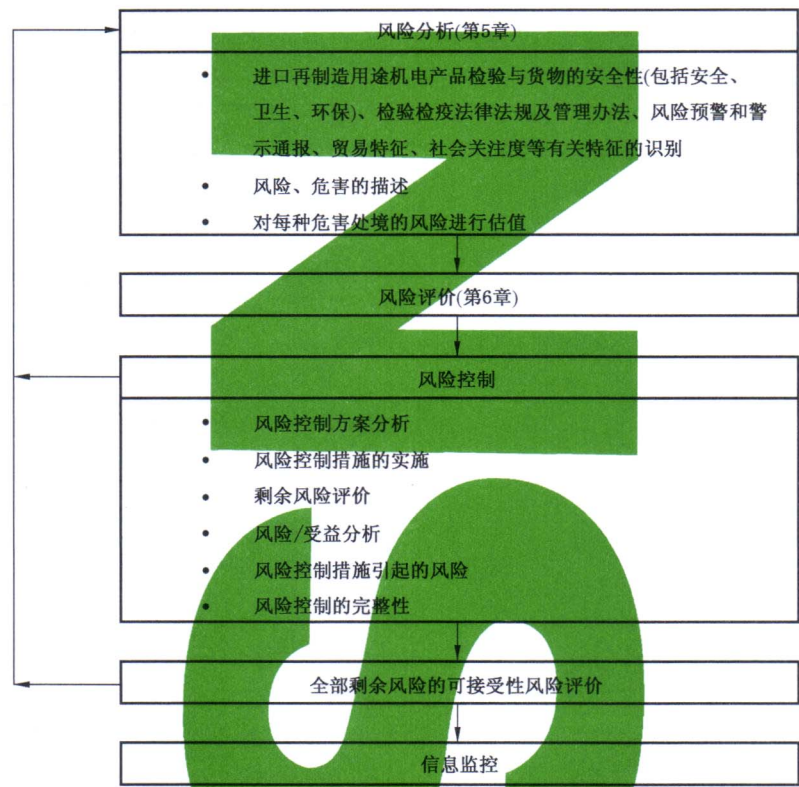 风险分析(第5章)
• 进口再制造用途机电产品检验与货物的安全性(包括安全、
卫生、环保)、检验检疫法律法规及管理办法、风险预警和警
示通报、贸易特征、社会关注度等有关特征的识别
• 风险、危害的描述
• 对每种危害处境的风险进行估值
风险评价(第6章)
风险控制
• 风险控制方案分析
• 风险控制措施的实施
• 剩余风险评价
• 风险/受益分析
• 风险控制措施引起的风险
• 风险控制的完整性
全部剩余风险的可接受性风险评价
信息监控